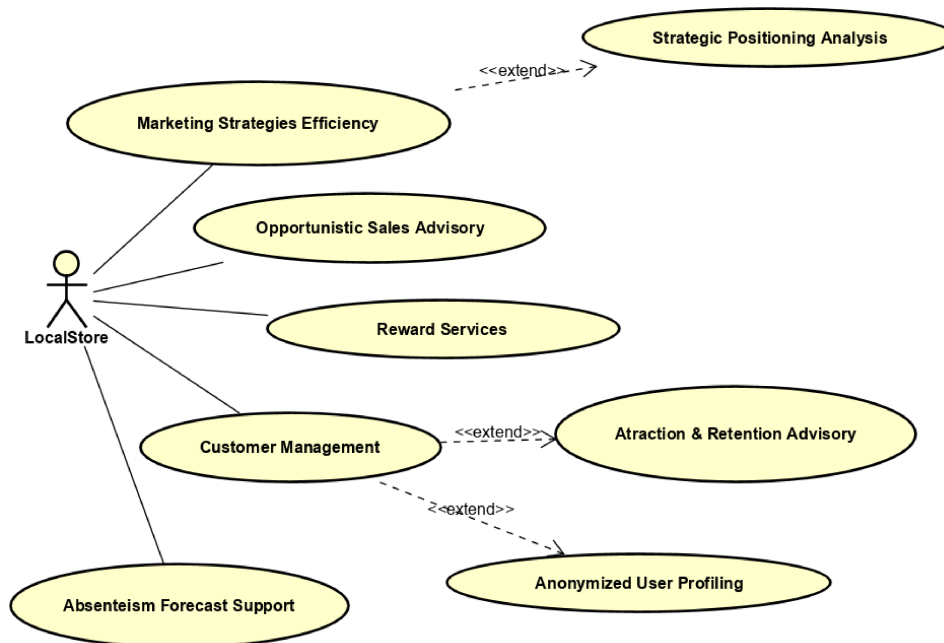 Strategic Positioning Analysis
<<extend>>
Marketing Strategies Efficiency
Opportunistic Sales Advisory
Reward Services
LocalStore
<<extend>>
Atraction & Retention Advisory
Customer Management
<<extend>>
Anonymized User Profiling
Absenteism Forecast Support